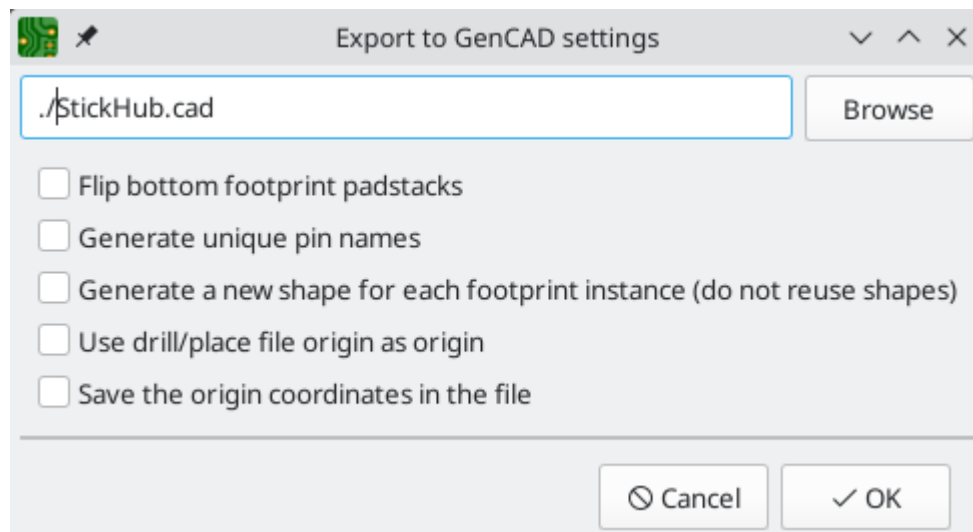 Export to GenCAD settings
./StickHub.cad
Browse
Flip bottom footprint padstacks
Generate unique pin names
Generate a new shape for each footprint instance (do not reuse shapes)
Use drill/place file origin as origin
Save the origin coordinates in the file
Cancel
OK